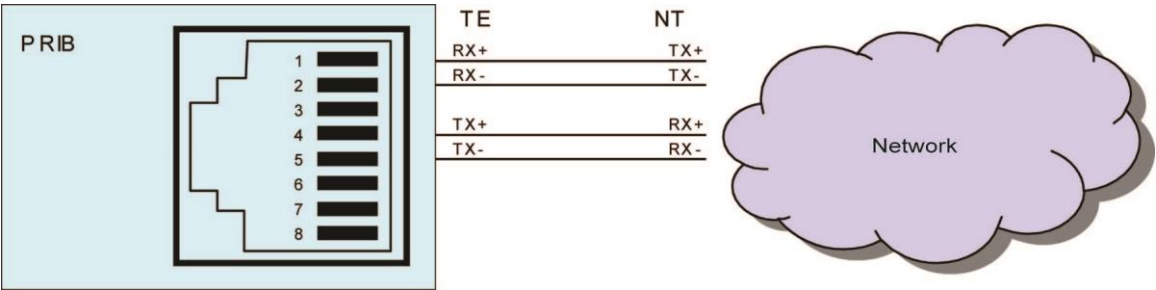 TE NT
PRIB
1 RX+ TX+
2 RX- TX-
3
4 TX+ RX+
5 TX- RX-
6
7
8
Network